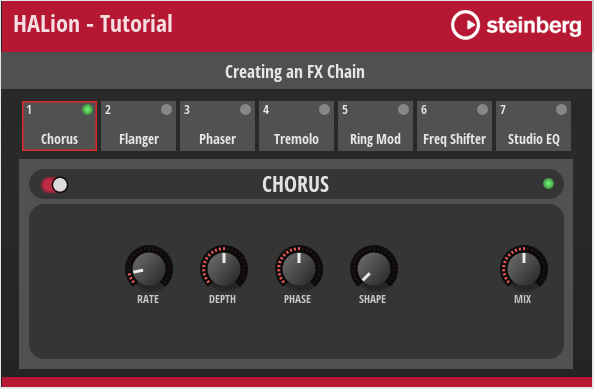 HALion - Tutorial
steinberg
Creating an FX Chain
1 2 3 4 5 6 7
Chorus Flanger Phaser Tremolo Ring Mod Freq Shifter Studio EQ
CHORUS
RATE DEPTH PHASE SHAPE MIX